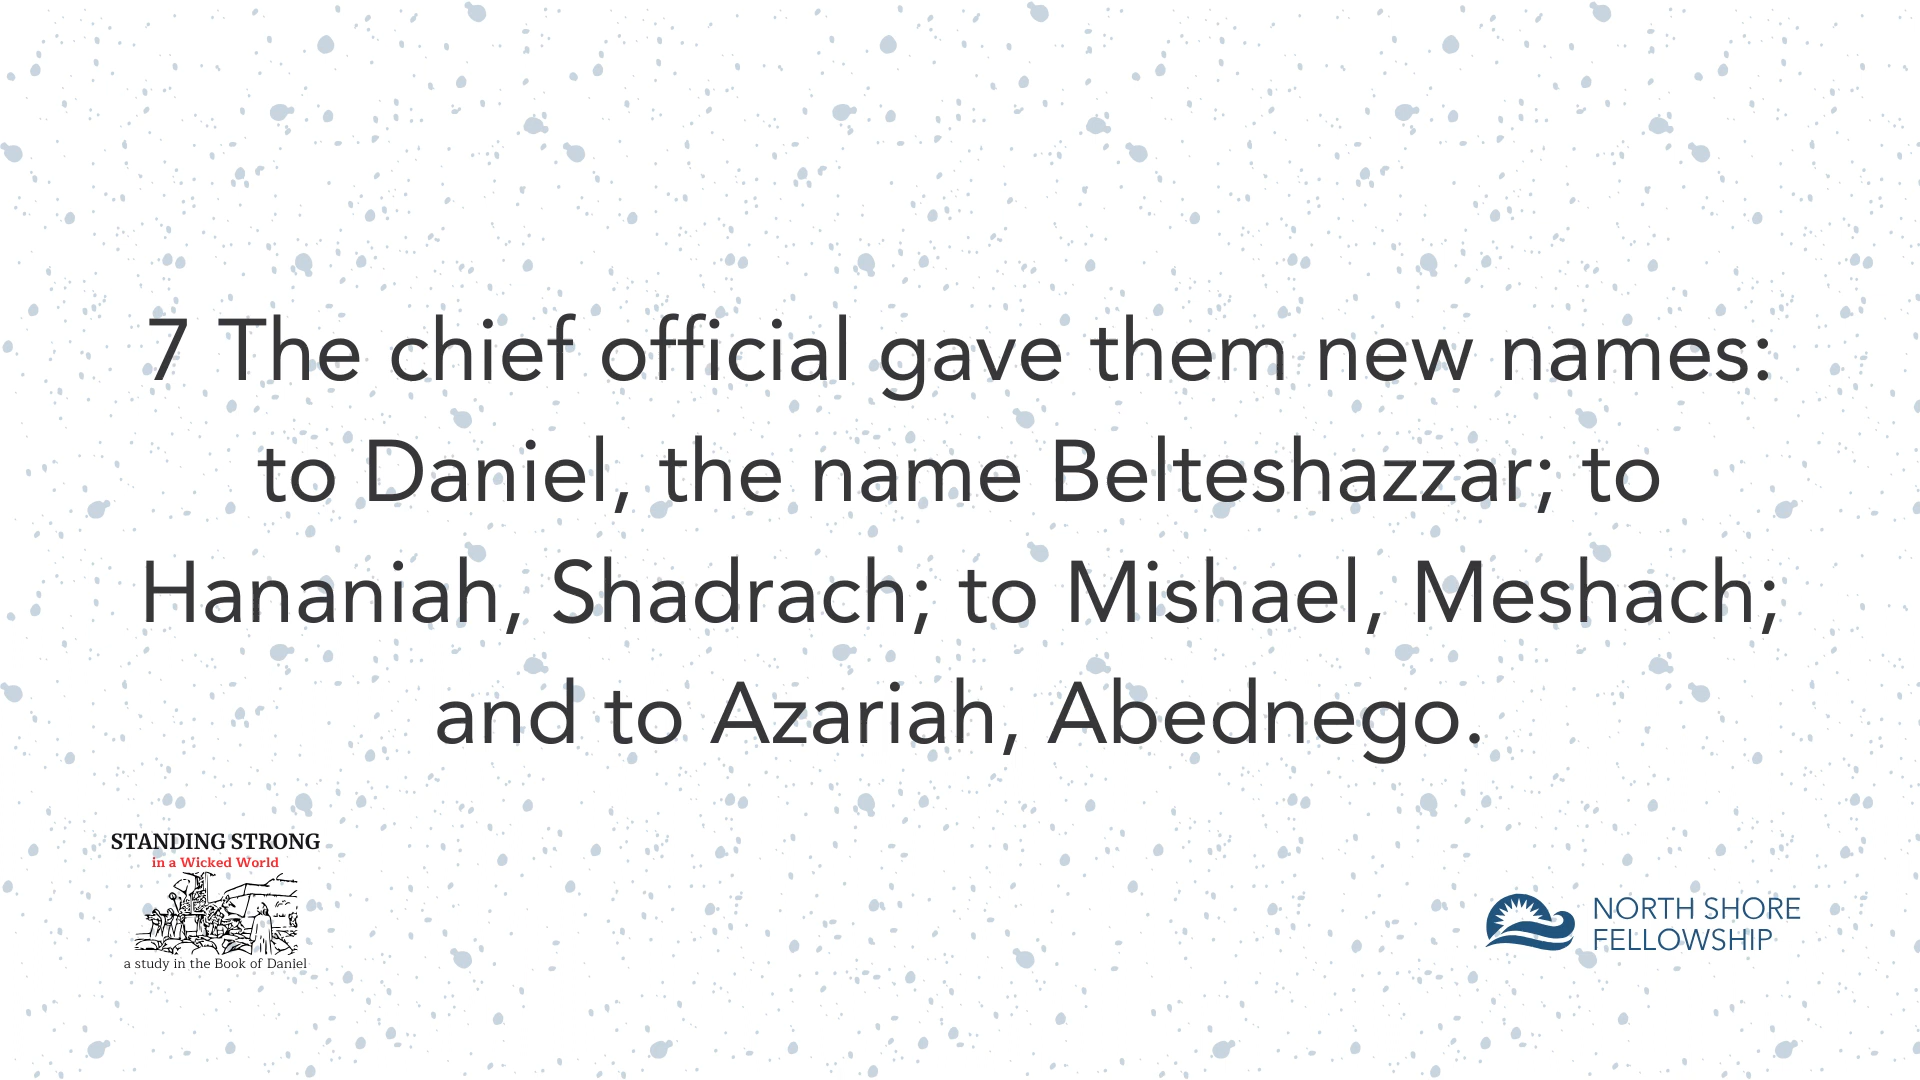 7 The chief official gave them new names:
to Daniel, the name Belteshazzar; to
Hananiah, Shadrach; to Mishael, Meshach;
and to Azariah, Abednego.
STANDING STRONG
in a Wicked World
a study in the Book of Daniel
NORTH SHORE
FELLOWSHIP